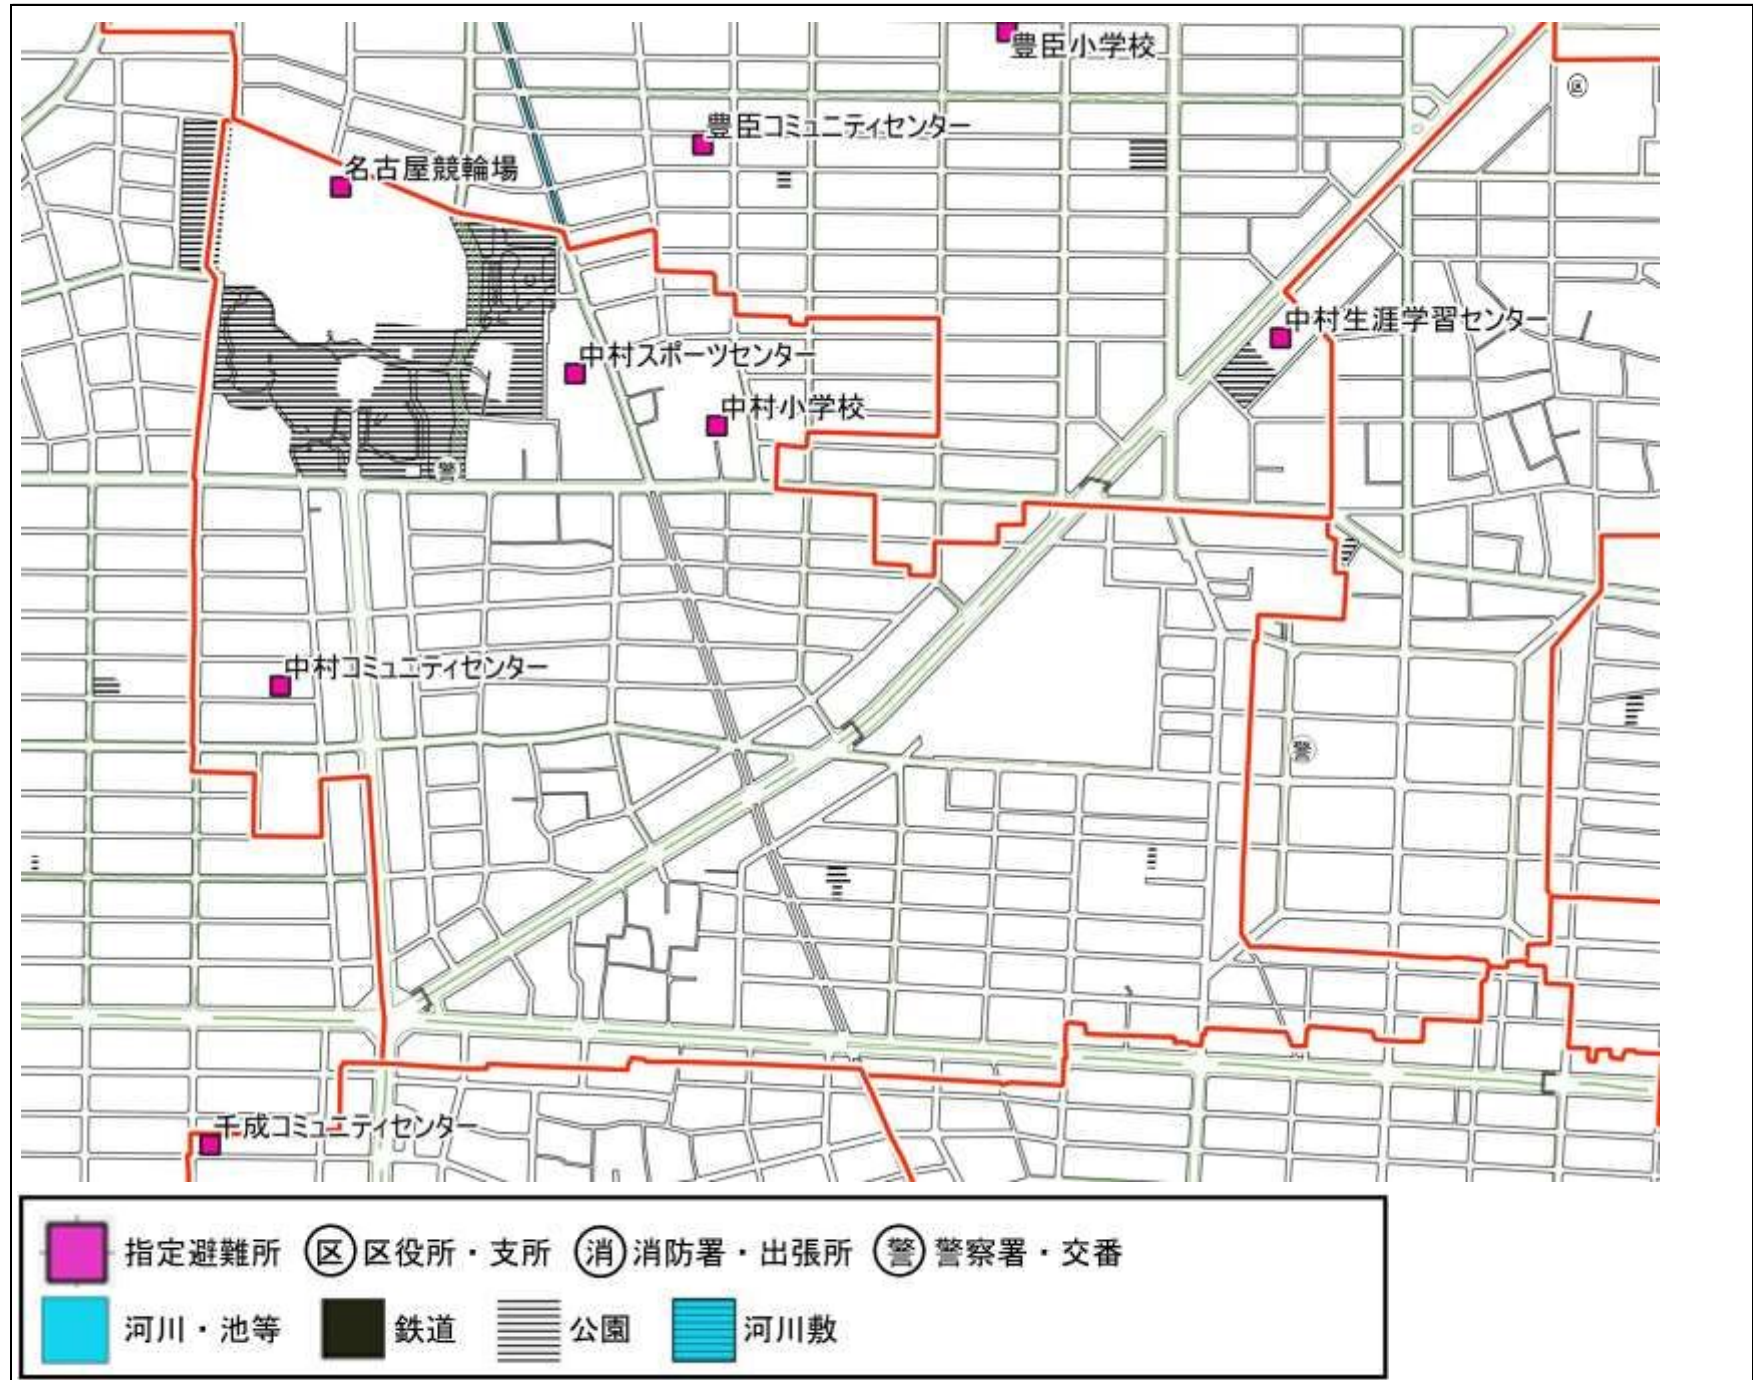 豊臣小学校
区
豊臣コミュニティセンター
名古屋競輪場
中村生涯学習センター
中村スポーツセンター
中村小学校
警
中村コミュニティセンター
警
千成コミュニティセンター
指定避難所 区 区役所・支所 消 消防署・出張所 警 警察署・交番
河川・池等 鉄道 公園 河川敷